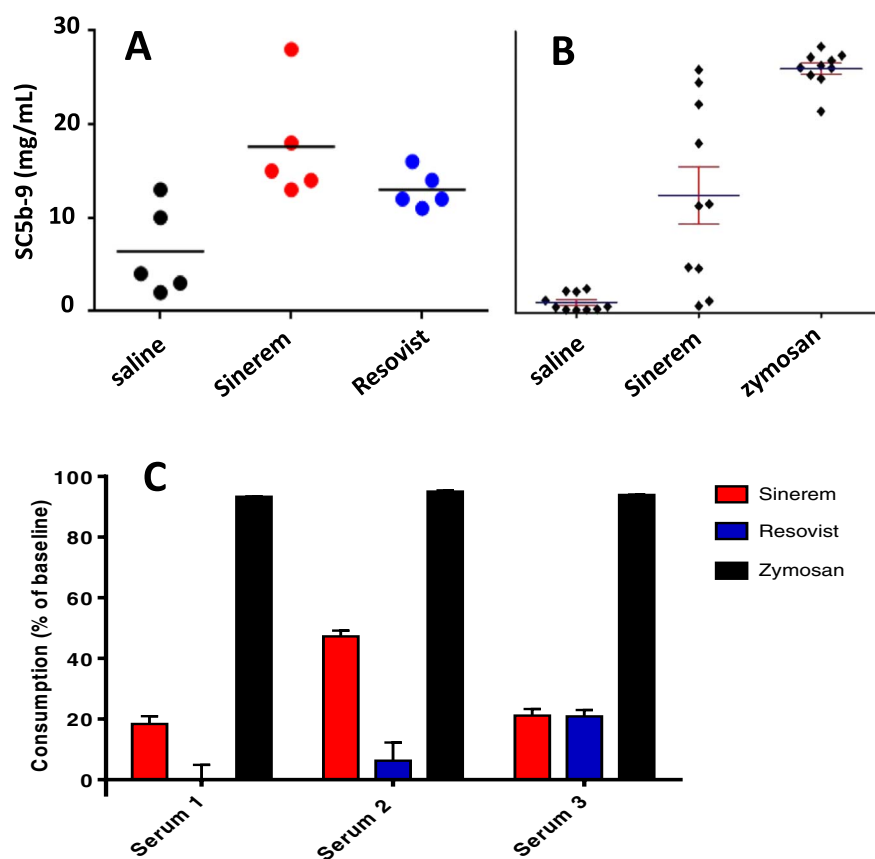 A
B
SC5b-9 (mg/mL)
30
20
10
0
saline
Sinerem
Resovist
saline
Sinerem
zymosan
C
Consumption (% of baseline)
100
80
60
40
20
0
Serum 1
Serum 2
Serum 3
Sinerem
Resovist
Zymosan